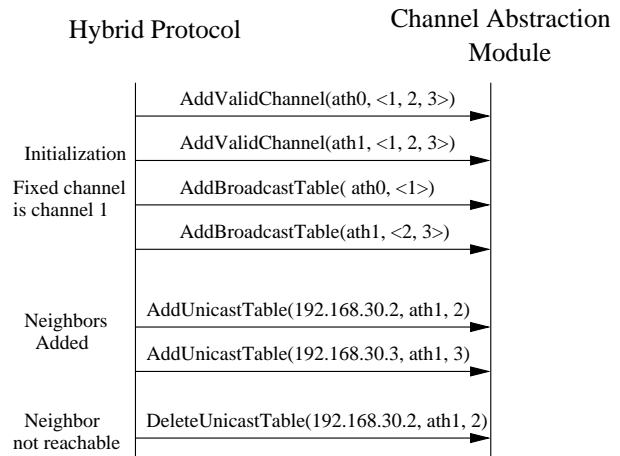 Hybrid Protocol
Channel Abstraction
Module
AddValidChannel(ath0, <1, 2, 3>)
AddValidChannel(ath1, <1, 2, 3>)
Initialization
Fixed channel
is channel 1
AddBroadcastTable( ath0, <1>)
AddBroadcastTable(ath1, <2, 3>)
Neighbors
Added
AddUnicastTable(192.168.30.2, ath1, 2)
AddUnicastTable(192.168.30.3, ath1, 3)
Neighbor
not reachable
DeleteUnicastTable(192.168.30.2, ath1, 2)